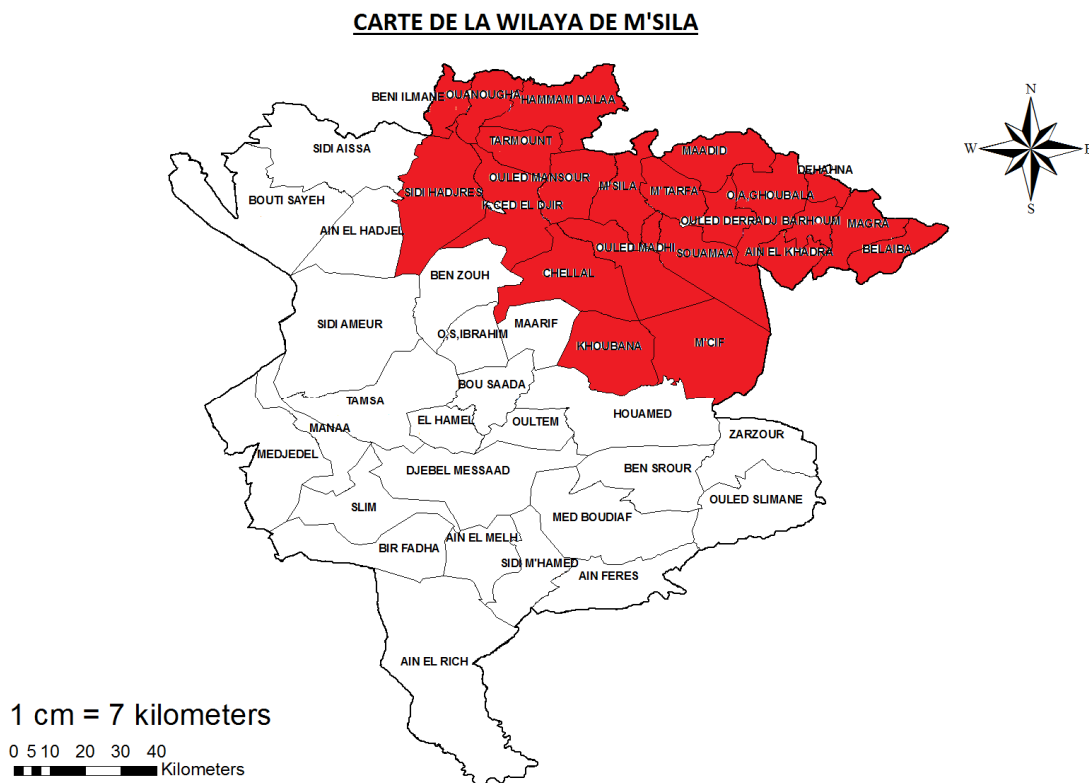 CARTE DE LA WILAYA DE M'SILA
N
W
E
S
BENI ILMANE
OUANOUGHA
HAMMAM DALAA
SIDI AISSA
TARMOUNT
MAADID
DEHAHNA
OULED MANSOUR
M'SILA
M'TARFA
O,A,GHOUBALA
SIDI HADJRES
BOUTI SAYEH
K.CED EL DJIR
OULED DERRADJ
BARHOUM
MAGRA
AIN EL HADJEL
OULED MADHI
SOUAMAA
AIN EL KHADRA
BELAIBA
BEN ZOUH
CHELLAL
SIDI AMEUR
O,S,IBRAHIM
MAARIF
KHOUBANA
M'CIF
BOU SAADA
TAMSA
EL HAMEL
OULTEM
HOUAMED
MANAA
ZARZOUR
MEDJEDEL
DJEBEL MESSAAD
BEN SROUR
OULED SLIMANE
SLIM
MED BOUDIAF
AIN EL MELH
BIR FADHA
SIDI M'HAMED
AIN FERES
AIN EL RICH
1 cm = 7 kilometers
0 5 10 20 30 40
Kilometers